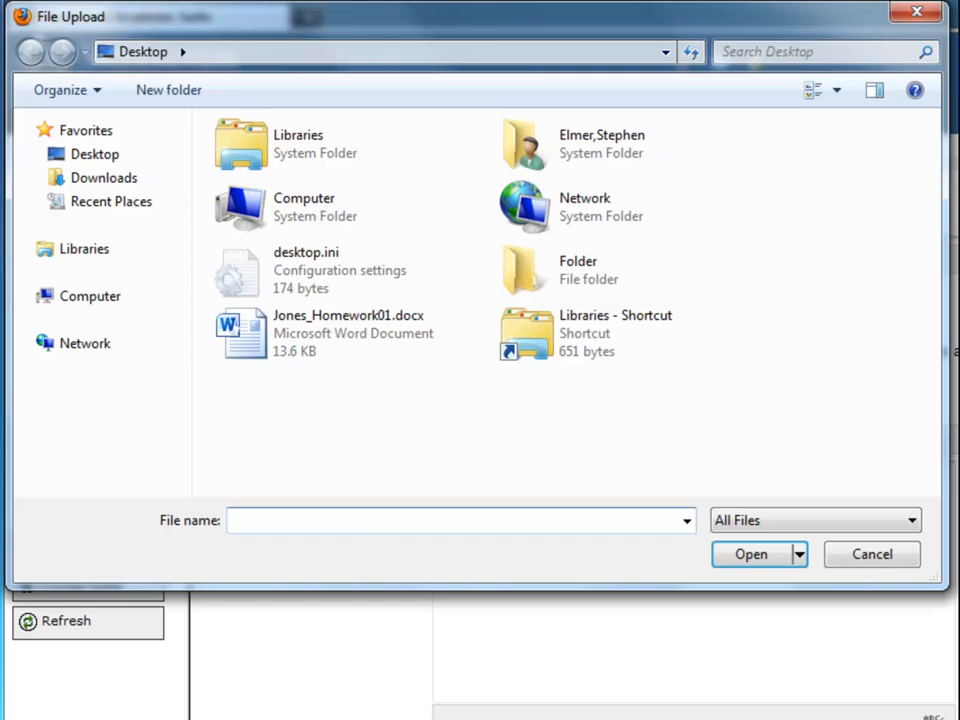 File Upload
Desktop
Search Desktop
Organize
New folder
Favorites
Desktop
Downloads
Recent Places
Libraries
Computer
Network
Libraries
System Folder
Elmer,Stephen
System Folder
Computer
System Folder
Network
System Folder
desktop.ini
Configuration settings
174 bytes
Folder
File folder
Jones_Homework01.docx
Microsoft Word Document
13.6 KB
Libraries - Shortcut
Shortcut
651 bytes
File name:
All Files
Open
Cancel
Refresh